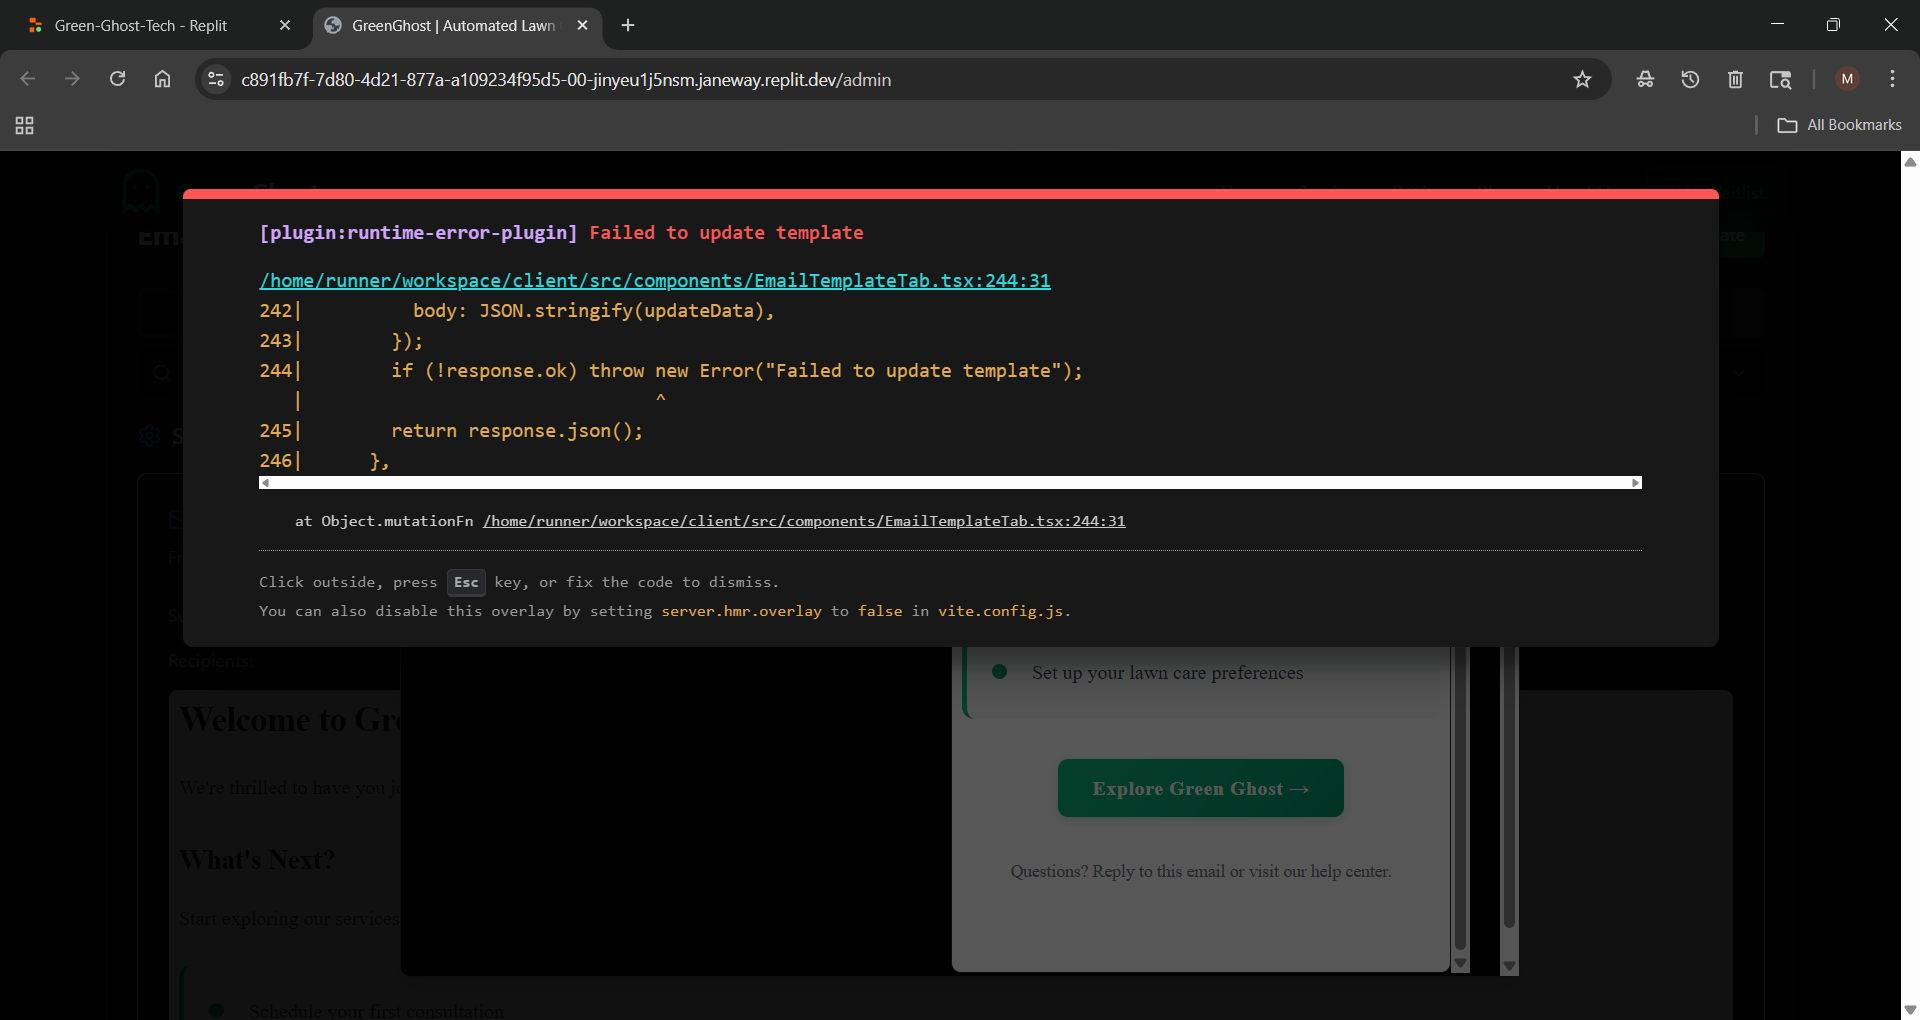 Green-Ghost-Tech - Replit
GreenGhost | Automated Lawn
c891fb7f-7d80-4d21-877a-a109234f95d5-00-jinyeu1j5nsm.janeway.replit.dev/admin
M
All Bookmarks
[plugin:runtime-error-plugin] Failed to update template
/home/runner/workspace/client/src/components/EmailTemplateTab.tsx:244:31
242| body: JSON.stringify(updateData),
243| });
244| if (!response.ok) throw new Error("Failed to update template");
| ^
245| return response.json();
246| },
at Object.mutationFn /home/runner/workspace/client/src/components/EmailTemplateTab.tsx:244:31
Click outside, press Esc key, or fix the code to dismiss.
You can also disable this overlay by setting server.hmr.overlay to false in vite.config.js.
Recipients:
Set up your lawn care preferences
Welcome to Gre
Explore Green Ghost →
We're thrilled to have you jo
What's Next?
Questions? Reply to this email or visit our help center.
Start exploring our services
Schedule your first consultation